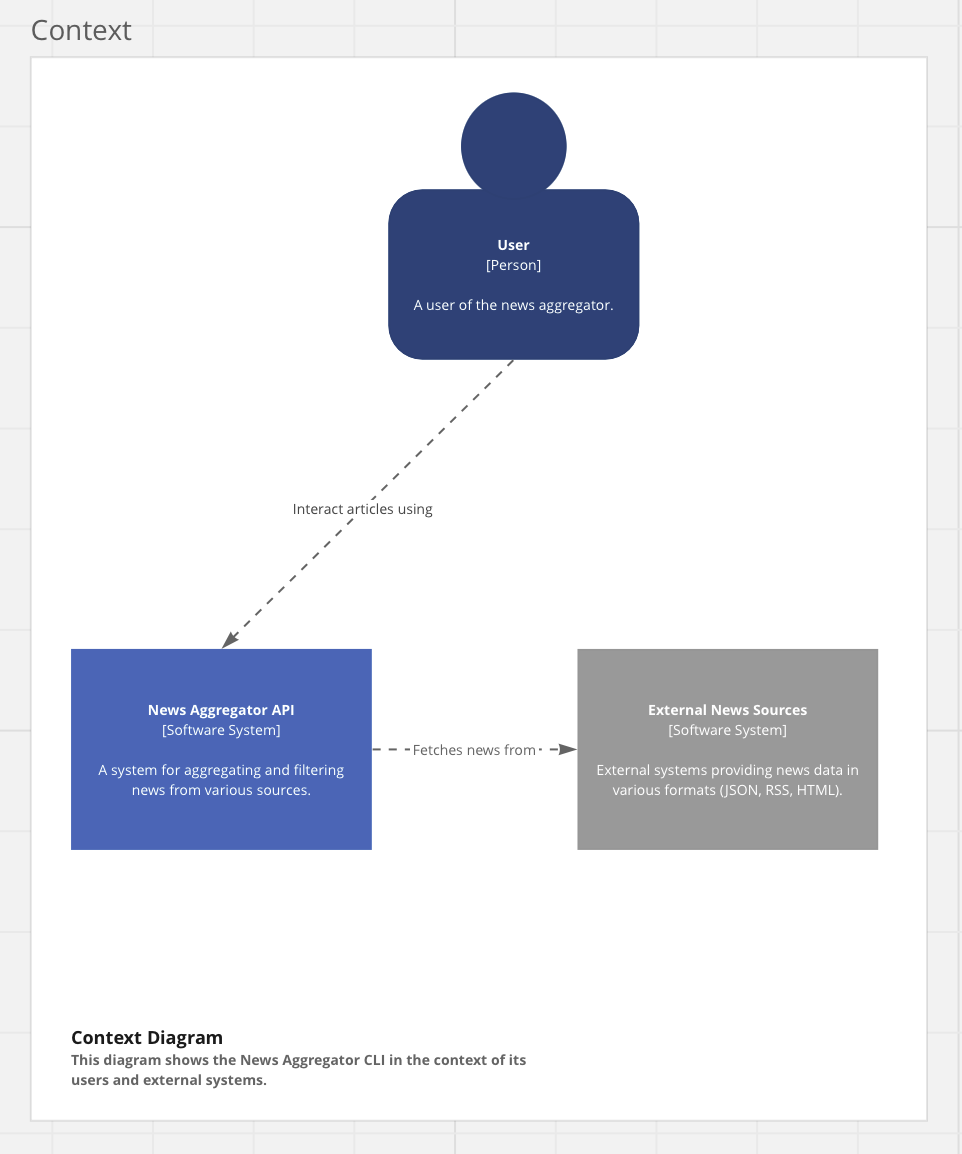 Context
User
[Person]
A user of the news aggregator.
Interact articles using
News Aggregator API
[Software System]
A system for aggregating and filtering
news from various sources.
Fetches news from
External News Sources
[Software System]
External systems providing news data in
various formats (JSON, RSS, HTML).
Context Diagram
This diagram shows the News Aggregator CLI in the context of its
users and external systems.